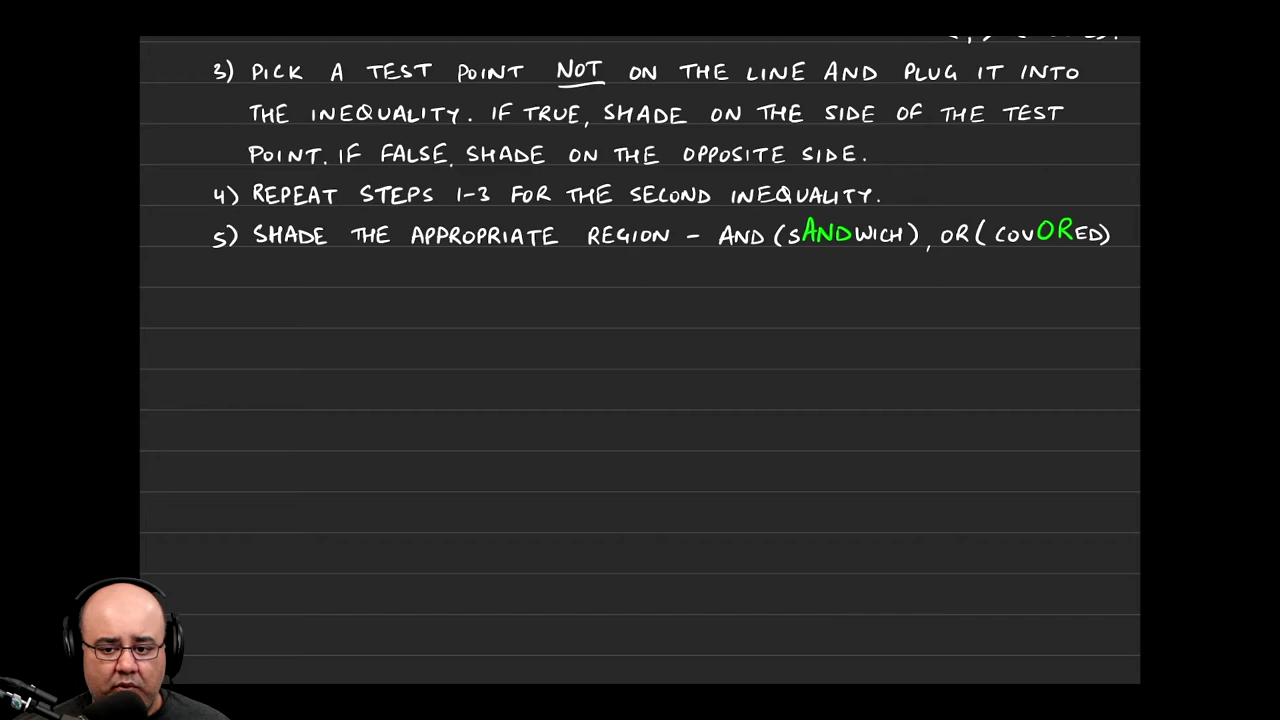 3) PICK A TEST POINT NOT ON THE LINE AND PLUG IT INTO
THE INEQUALITY. IF TRUE, SHADE ON THE SIDE OF THE TEST
POINT. IF FALSE, SHADE ON THE OPPOSITE SIDE.
4) REPEAT STEPS 1-3 FOR THE SECOND INEQUALITY.
5) SHADE THE APPROPRIATE REGION - AND (SANDWICH), OR (COVORED)